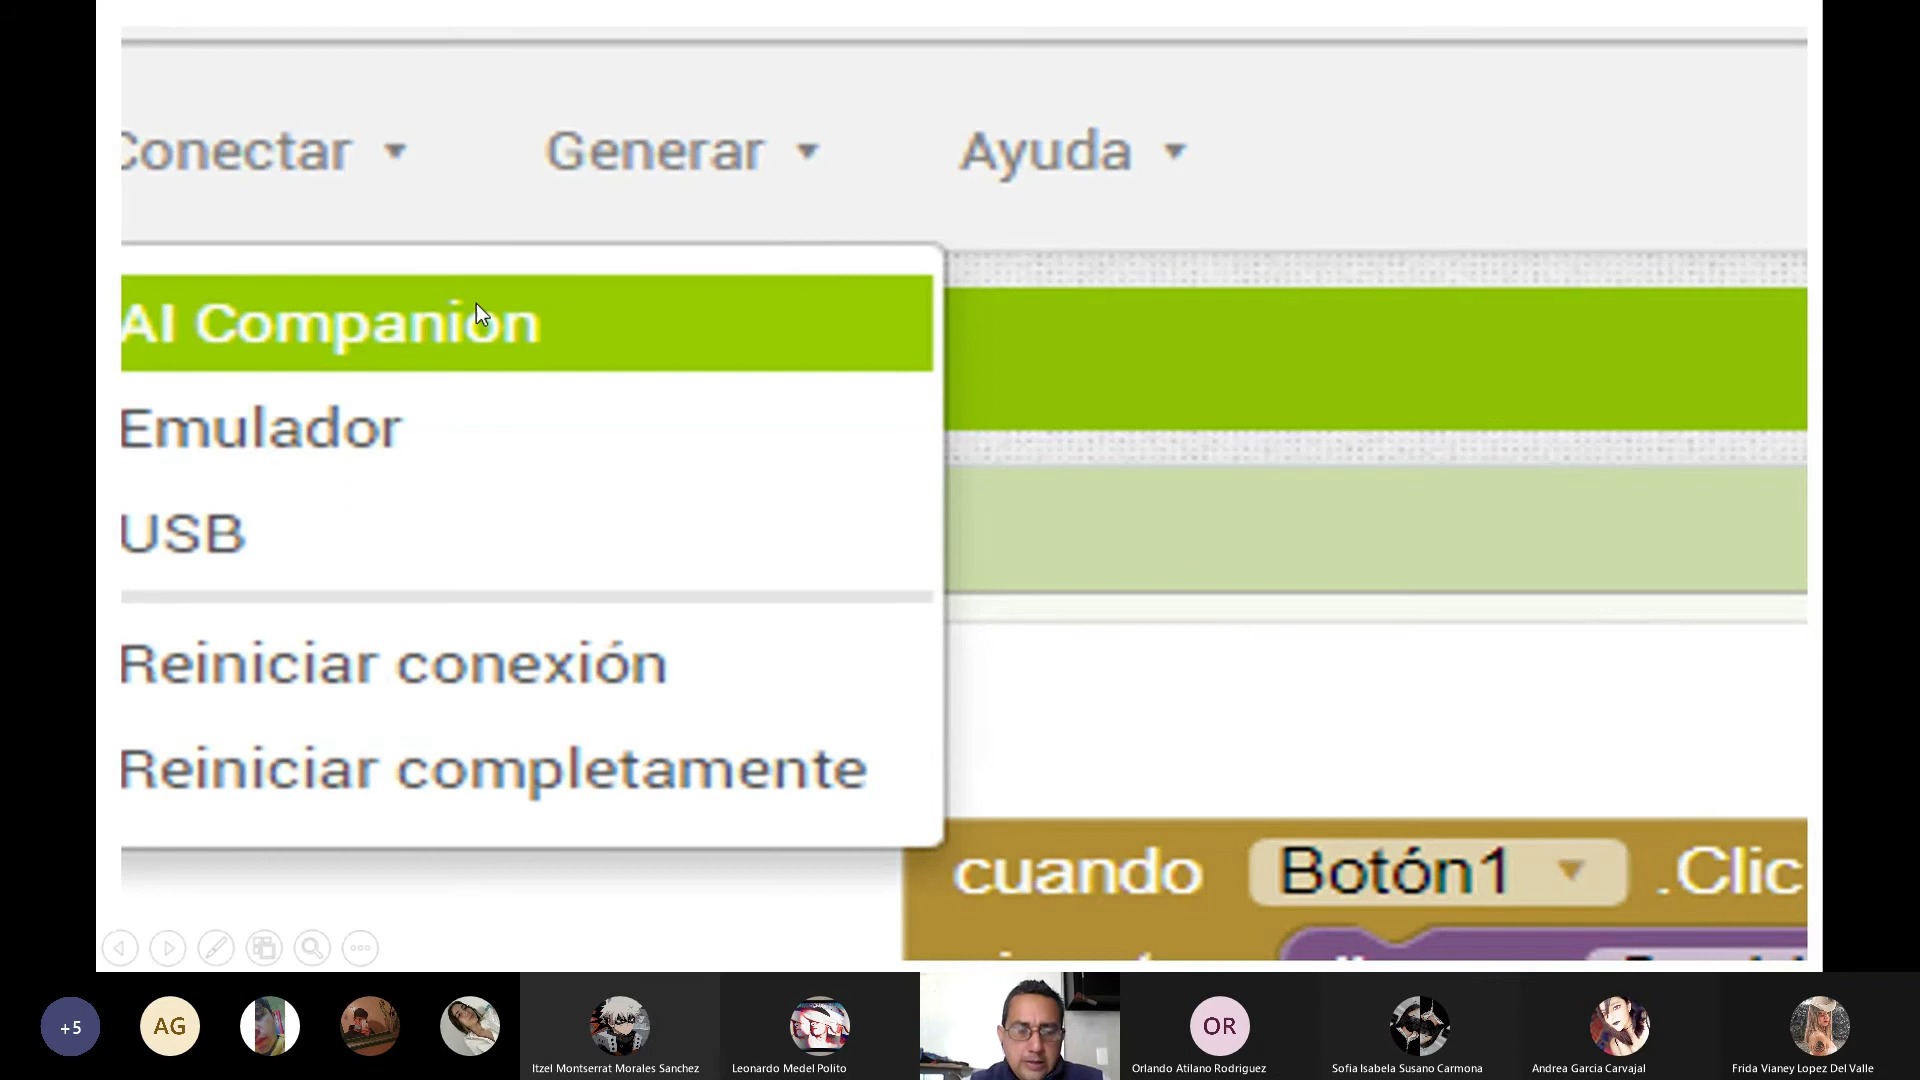 Conectar Generar Ayuda
AI Companion
Emulador
USB
Reiniciar conexión
Reiniciar completamente
cuando Botón1 .Clic
+5 AG OR
Itzel Montserrat Morales Sanchez Leonardo Medel Polito Orlando Atilano Rodriguez Sofia Isabela Susano Carmona Andrea Garcia Carvajal Frida Vianey Lopez Del Valle